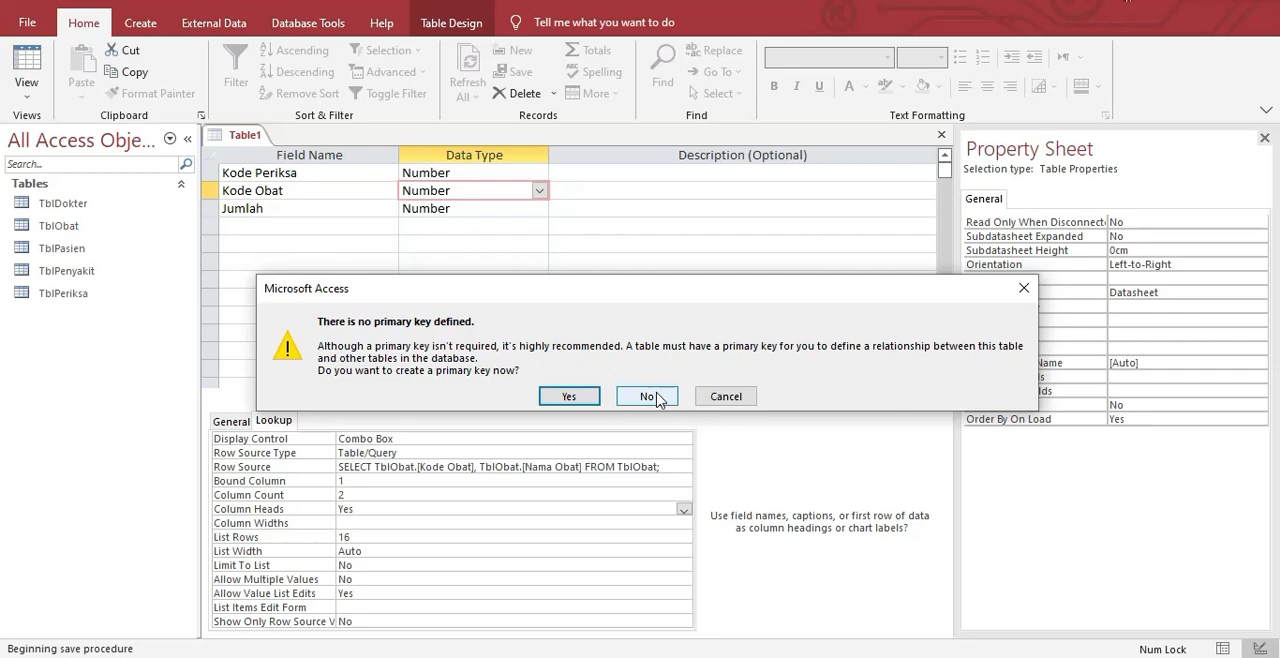 File Home Create External Data Database Tools Help Table Design Tell me what you want to do
View
Views
Paste
Cut
Copy
Format Painter
Clipboard
Filter
Ascending
Descending
Remove Sort
Selection
Advanced
Toggle Filter
Sort & Filter
Refresh
All
New
Save
Delete
Totals
Spelling
More
Records
Find
Replace
Go To
Select
Find
B I U A
Text Formatting
All Access Obje...
Search...
Tables
TblDokter
TblObat
TblPasien
TblPenyakit
TblPeriksa
Table1
Field Name Data Type Description (Optional)
Kode Periksa Number
Kode Obat Number
Jumlah Number
Microsoft Access
There is no primary key defined.
Although a primary key isn't required, it's highly recommended. A table must have a primary key for you to define a relationship between this table
and other tables in the database.
Do you want to create a primary key now?
Yes No Cancel
General Lookup
Display Control Combo Box
Row Source Type Table/Query
Row Source SELECT TblObat.[Kode Obat], TblObat.[Nama Obat] FROM TblObat;
Bound Column 1
Column Count 2
Column Heads Yes
Column Widths
List Rows 16
List Width Auto
Limit To List No
Allow Multiple Values No
Allow Value List Edits Yes
List Items Edit Form
Show Only Row Source V No
Use field names, captions, or first row of data
as column headings or chart labels?
Property Sheet
Selection type: Table Properties
General
Read Only When Disconnect No
Subdatasheet Expanded No
Subdatasheet Height 0cm
Orientation Left-to-Right
Datasheet
Name [Auto]
ds
elds
No
Order By On Load Yes
Beginning save procedure
Num Lock